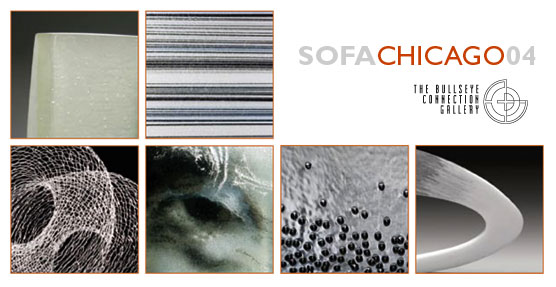 SOFACHICAGO04
THE BULLSEYE
CONNECTION
GALLERY